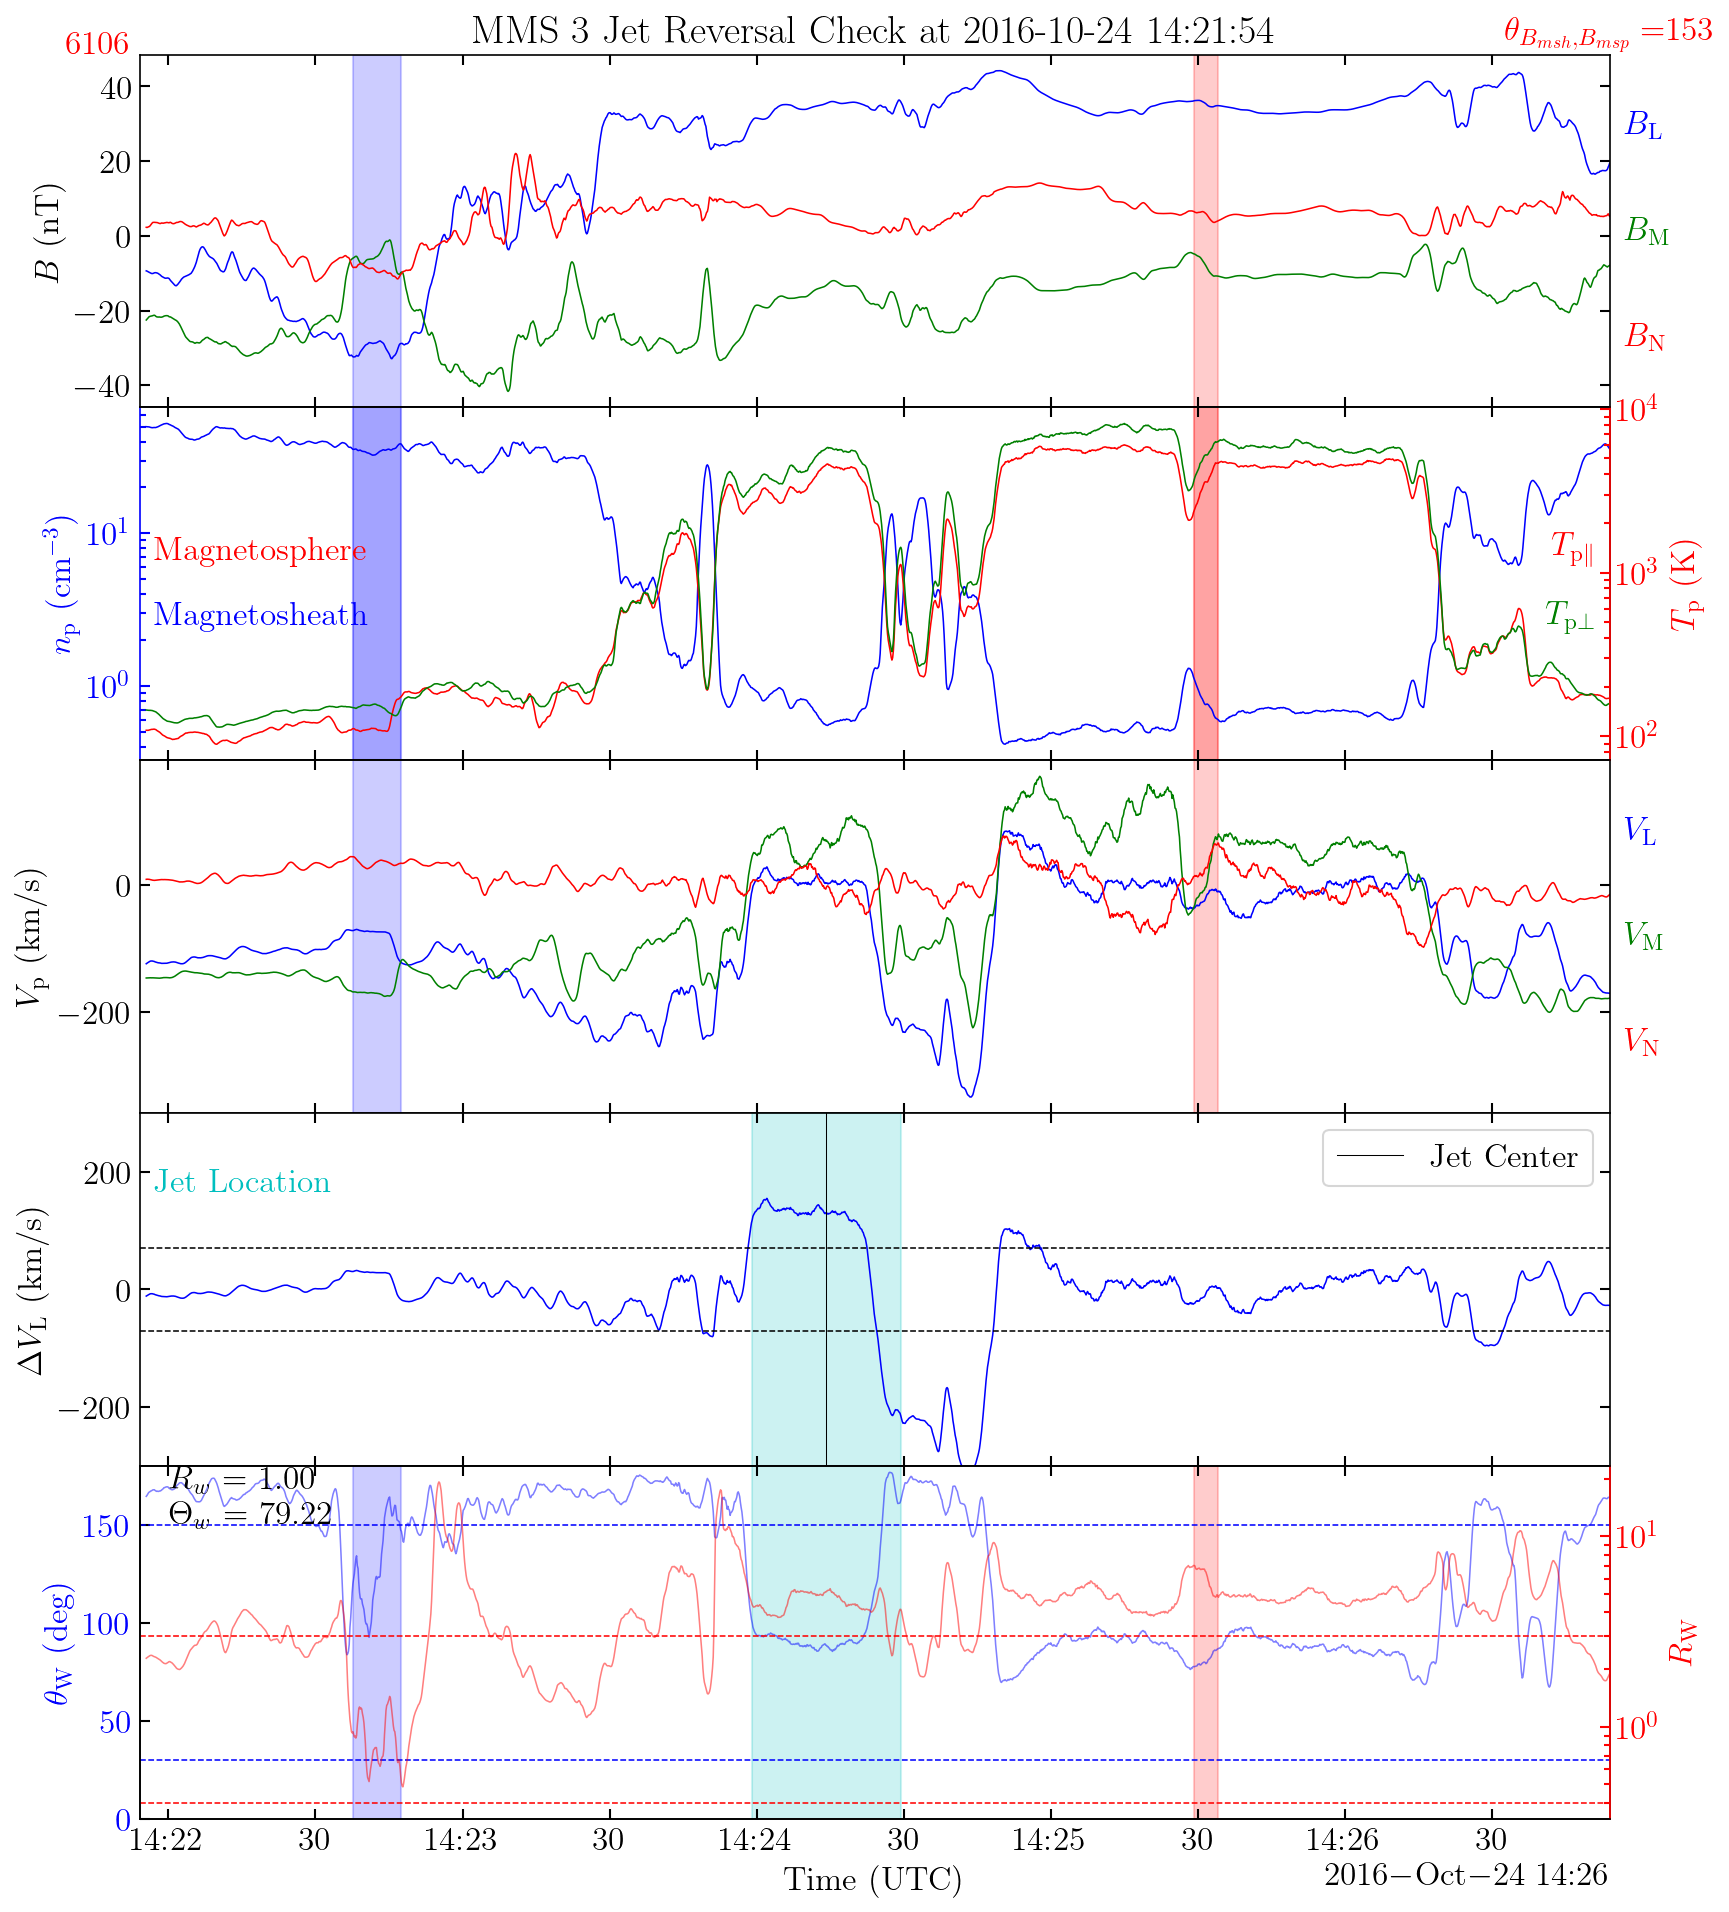 MMS 3 Jet Reversal Check at 2016-10-24 14:21:54
6106
θ_{B_{msh},B_{msp}} =153
40
20
0
−20
−40
B (nT)
B_L
B_M
B_N
10^1
10^0
n_p (cm^{−3})
Magnetosphere
Magnetosheath
10^4
10^3
10^2
T_{p∥}
T_{p⊥}
T_p (K)
0
−200
V_p (km/s)
V_L
V_M
V_N
200
0
−200
ΔV_L (km/s)
Jet Location
Jet Center
R_w = 1.00
Θ_w = 79.22
150
100
50
0
θ_W (deg)
10^1
10^0
R_W
14:22 30 14:23 30 14:24 30 14:25 30 14:26 30
Time (UTC)
2016−Oct−24 14:26